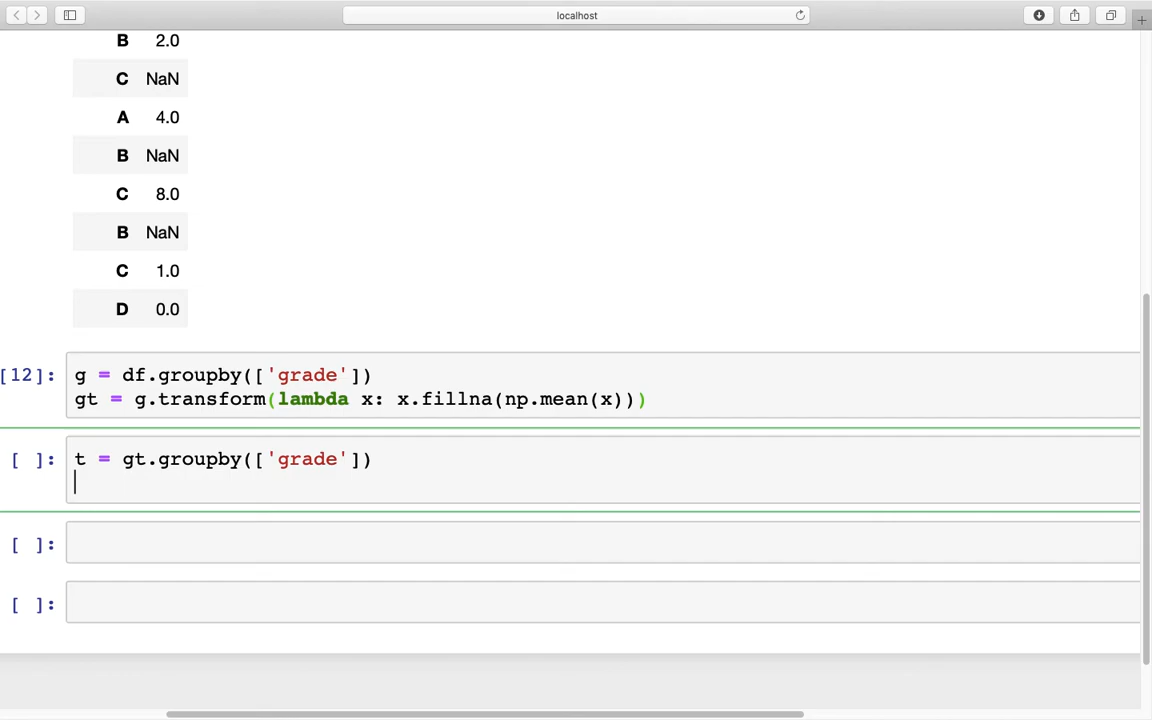 localhost
B 2.0
C NaN
A 4.0
B NaN
C 8.0
B NaN
C 1.0
D 0.0
[12]: g = df.groupby(['grade'])
gt = g.transform(lambda x: x.fillna(np.mean(x)))
[ ]: t = gt.groupby(['grade'])
[ ]:
[ ]: